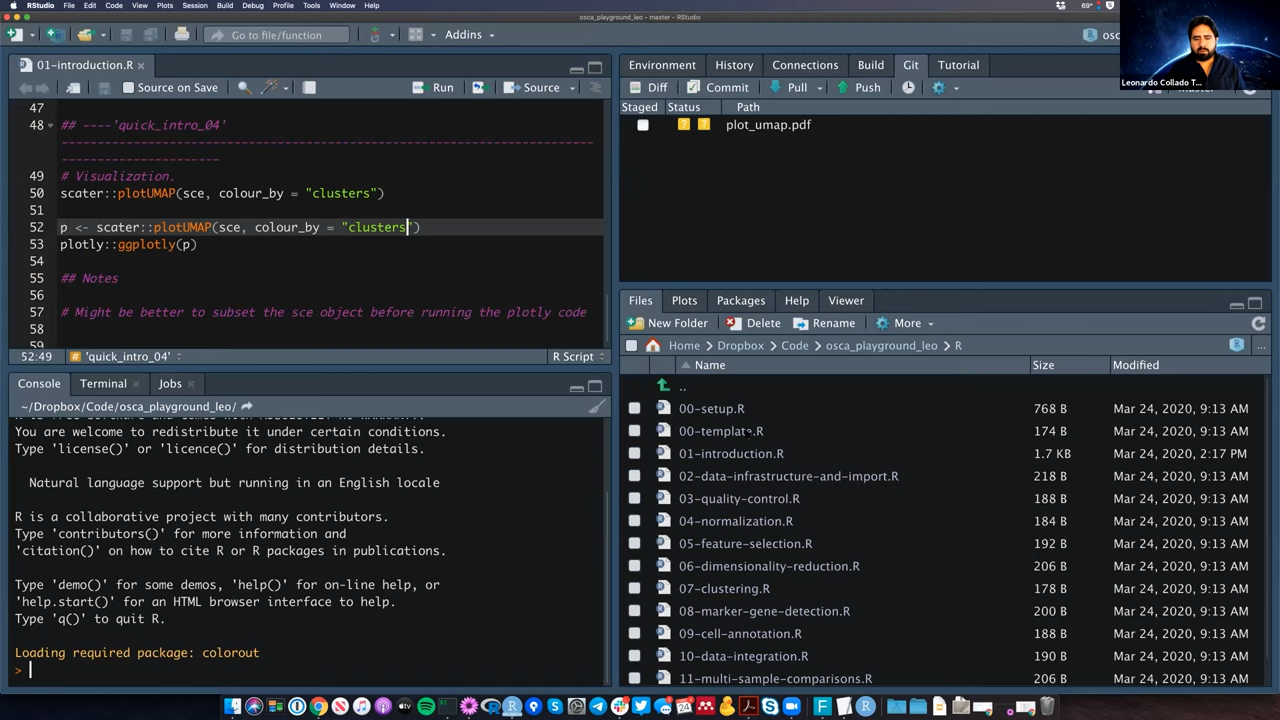 RStudio File Edit Code View Plots Session Build Debug Profile Tools Window Help
69+
osca_playground_leo - master - RStudio
Go to file/function
Addins
osc
Leonardo Collado T...
01-introduction.R
Source on Save
Run
Source
47
48 ## ----'quick_intro_04'
--------------------------------------------------------------------------
----------------------
49 # Visualization.
50 scater::plotUMAP(sce, colour_by = "clusters")
51
52 p <- scater::plotUMAP(sce, colour_by = "clusters")
53 plotly::ggplotly(p)
54
55 ## Notes
56
57 # Might be better to subset the sce object before running the plotly code
58
59
52:49 # 'quick_intro_04' R Script
Console Terminal Jobs
~/Dropbox/Code/osca_playground_leo/
You are welcome to redistribute it under certain conditions.
Type 'license()' or 'licence()' for distribution details.
Natural language support but running in an English locale
R is a collaborative project with many contributors.
Type 'contributors()' for more information and
'citation()' on how to cite R or R packages in publications.
Type 'demo()' for some demos, 'help()' for on-line help, or
'help.start()' for an HTML browser interface to help.
Type 'q()' to quit R.
Loading required package: colorout
>
Environment History Connections Build Git Tutorial
Diff Commit Pull Push
Staged Status Path
? ? plot_umap.pdf
Files Plots Packages Help Viewer
New Folder Delete Rename More
Home Dropbox Code osca_playground_leo R ...
Name Size Modified
..
00-setup.R 768 B Mar 24, 2020, 9:13 AM
00-template.R 174 B Mar 24, 2020, 9:13 AM
01-introduction.R 1.7 KB Mar 24, 2020, 2:17 PM
02-data-infrastructure-and-import.R 218 B Mar 24, 2020, 9:13 AM
03-quality-control.R 188 B Mar 24, 2020, 9:13 AM
04-normalization.R 184 B Mar 24, 2020, 9:13 AM
05-feature-selection.R 192 B Mar 24, 2020, 9:13 AM
06-dimensionality-reduction.R 206 B Mar 24, 2020, 9:13 AM
07-clustering.R 178 B Mar 24, 2020, 9:13 AM
08-marker-gene-detection.R 200 B Mar 24, 2020, 9:13 AM
09-cell-annotation.R 188 B Mar 24, 2020, 9:13 AM
10-data-integration.R 190 B Mar 24, 2020, 9:13 AM
11-multi-sample-comparisons.R 206 B Mar 24, 2020, 9:13 AM